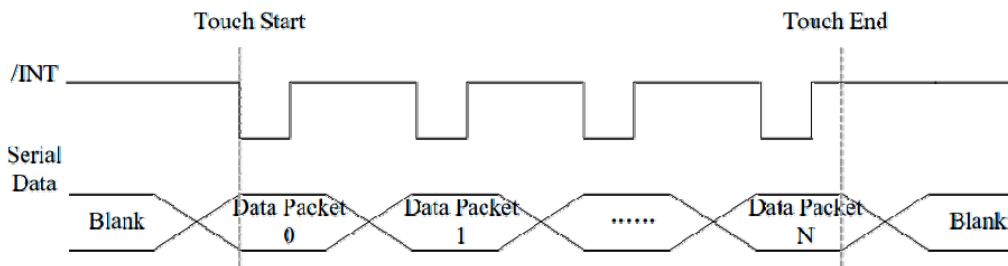 Touch Start
Touch End
/INT
Serial
Data
Blank
Data Packet
0
Data Packet
1
......
Data Packet
N
Blank